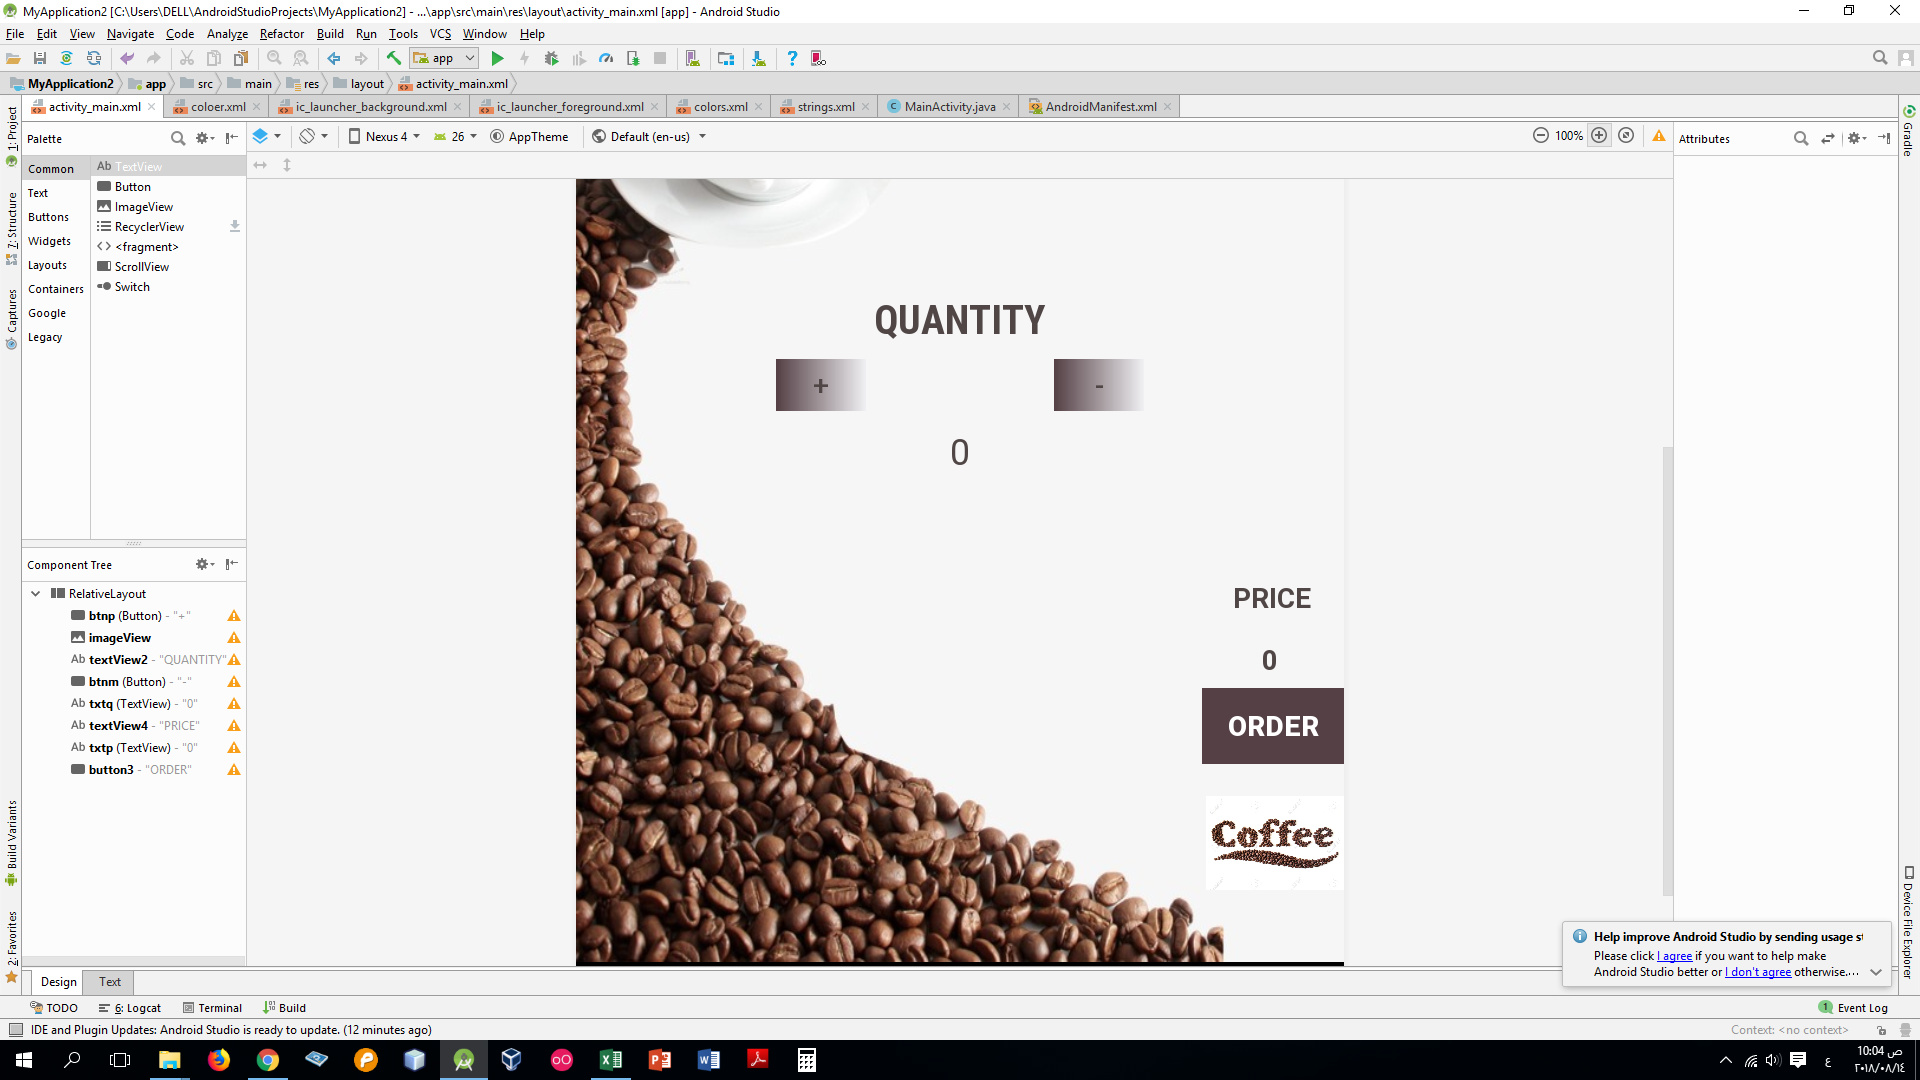 MyApplication2 [C:\Users\DELL\AndroidStudioProjects\MyApplication2] - ...\app\src\main\res\layout\activity_main.xml [app] - Android Studio
File Edit View Navigate Code Analyze Refactor Build Run Tools VCS Window Help
app
MyApplication2 app src main res layout activity_main.xml
activity_main.xml coloer.xml ic_launcher_background.xml ic_launcher_foreground.xml colors.xml strings.xml MainActivity.java AndroidManifest.xml
1: Project
7: Structure
Captures
Build Variants
2: Favorites
Palette
Common
Text
Buttons
Widgets
Layouts
Containers
Google
Legacy
Ab TextView
Button
ImageView
RecyclerView
<fragment>
ScrollView
Switch
Nexus 4 26 AppTheme Default (en-us) 100%
Attributes
Gradle
Device File Explorer
QUANTITY
+ -
0
PRICE
0
ORDER
Coffee
Component Tree
RelativeLayout
btnp (Button) - "+"
imageView
Ab textView2 - "QUANTITY"
btnm (Button) - "-"
Ab txtq (TextView) - "0"
Ab textView4 - "PRICE"
Ab txtp (TextView) - "0"
button3 - "ORDER"
Help improve Android Studio by sending usage st
Please click I agree if you want to help make
Android Studio better or I don't agree otherwise....
Design Text
TODO 6: Logcat Terminal Build 1 Event Log
IDE and Plugin Updates: Android Studio is ready to update. (12 minutes ago) Context: <no context>
ع
10:04 ص
٢٠١٨/٠٨/١٤